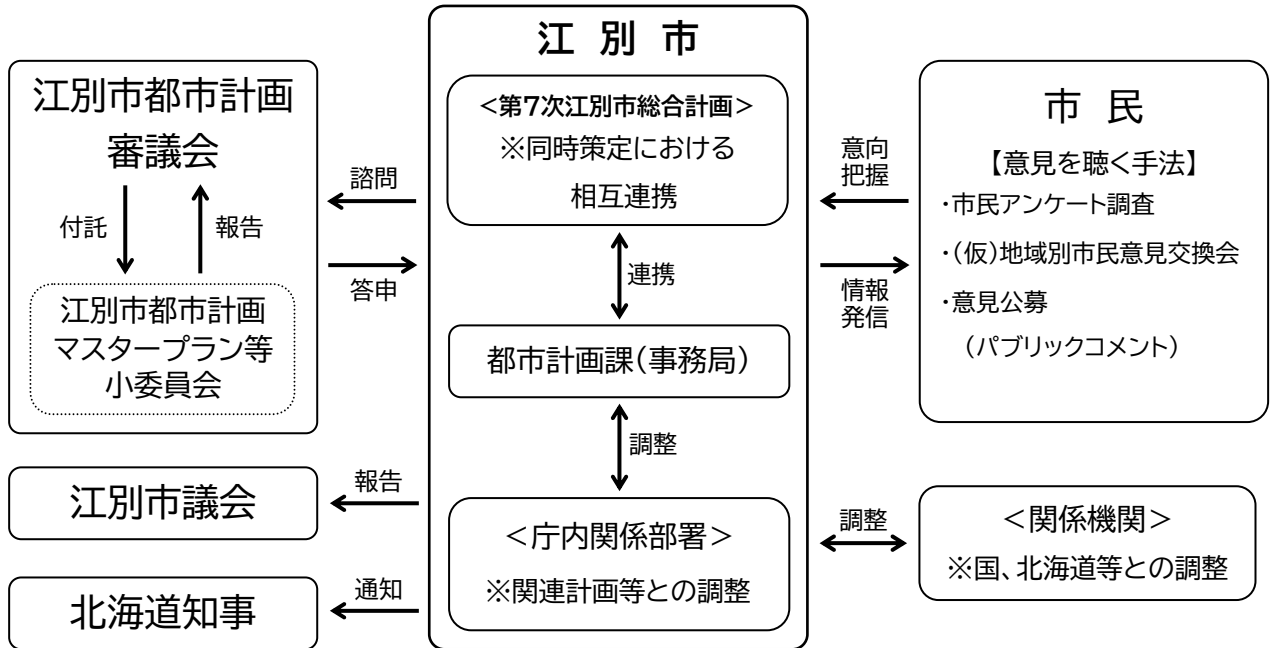 江別市都市計画
審議会
付託
報告
江別市都市計画
マスタープラン等
小委員会
江別市議会
北海道知事
諮問
答申
報告
通知
江 別 市
<第7次江別市総合計画>
※同時策定における
相互連携
連携
都市計画課(事務局)
調整
<庁内関係部署>
※関連計画等との調整
意向
把握
情報
発信
調整
市 民
【意見を聴く手法】
・市民アンケート調査
・(仮)地域別市民意見交換会
・意見公募
(パブリックコメント)
<関係機関>
※国、北海道等との調整